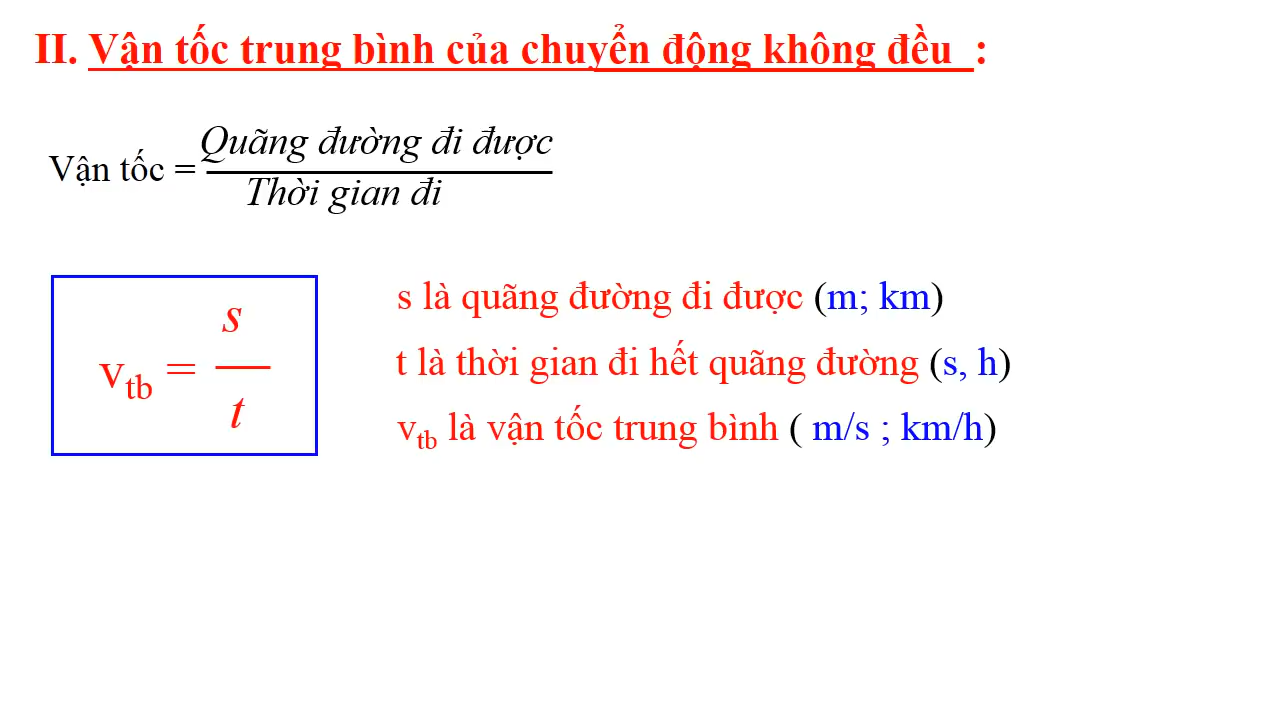 II. Vận tốc trung bình của chuyển động không đều :
Quãng đường đi được
Vận tốc =
Thời gian đi
s
v_tb =
t
s là quãng đường đi được (m; km)
t là thời gian đi hết quãng đường (s, h)
v_tb là vận tốc trung bình ( m/s ; km/h)